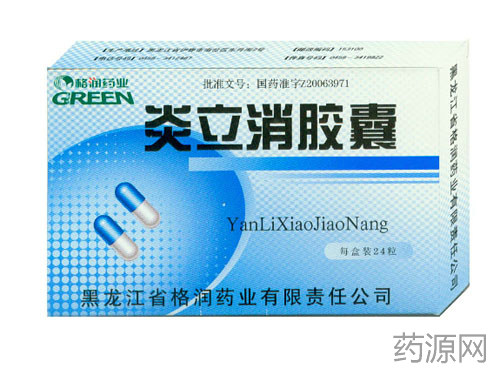 格润药业
GREEN
批准文号：国药准字Z20063971
炎立消胶囊
YanLiXiaoJiaoNang
每盒装24粒
黑龙江省格润药业有限责任公司
黑龙江省格润药业有限责任公司
药源网